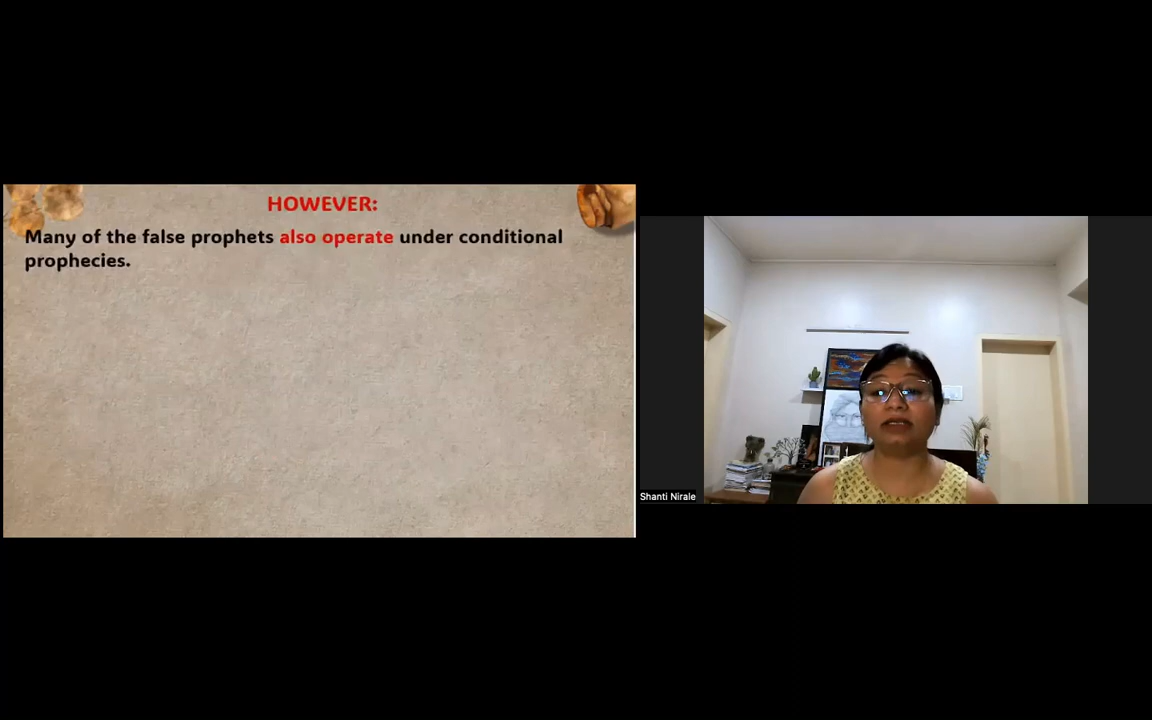 HOWEVER:
Many of the false prophets also operate under conditional
prophecies.
Shanti Nirale